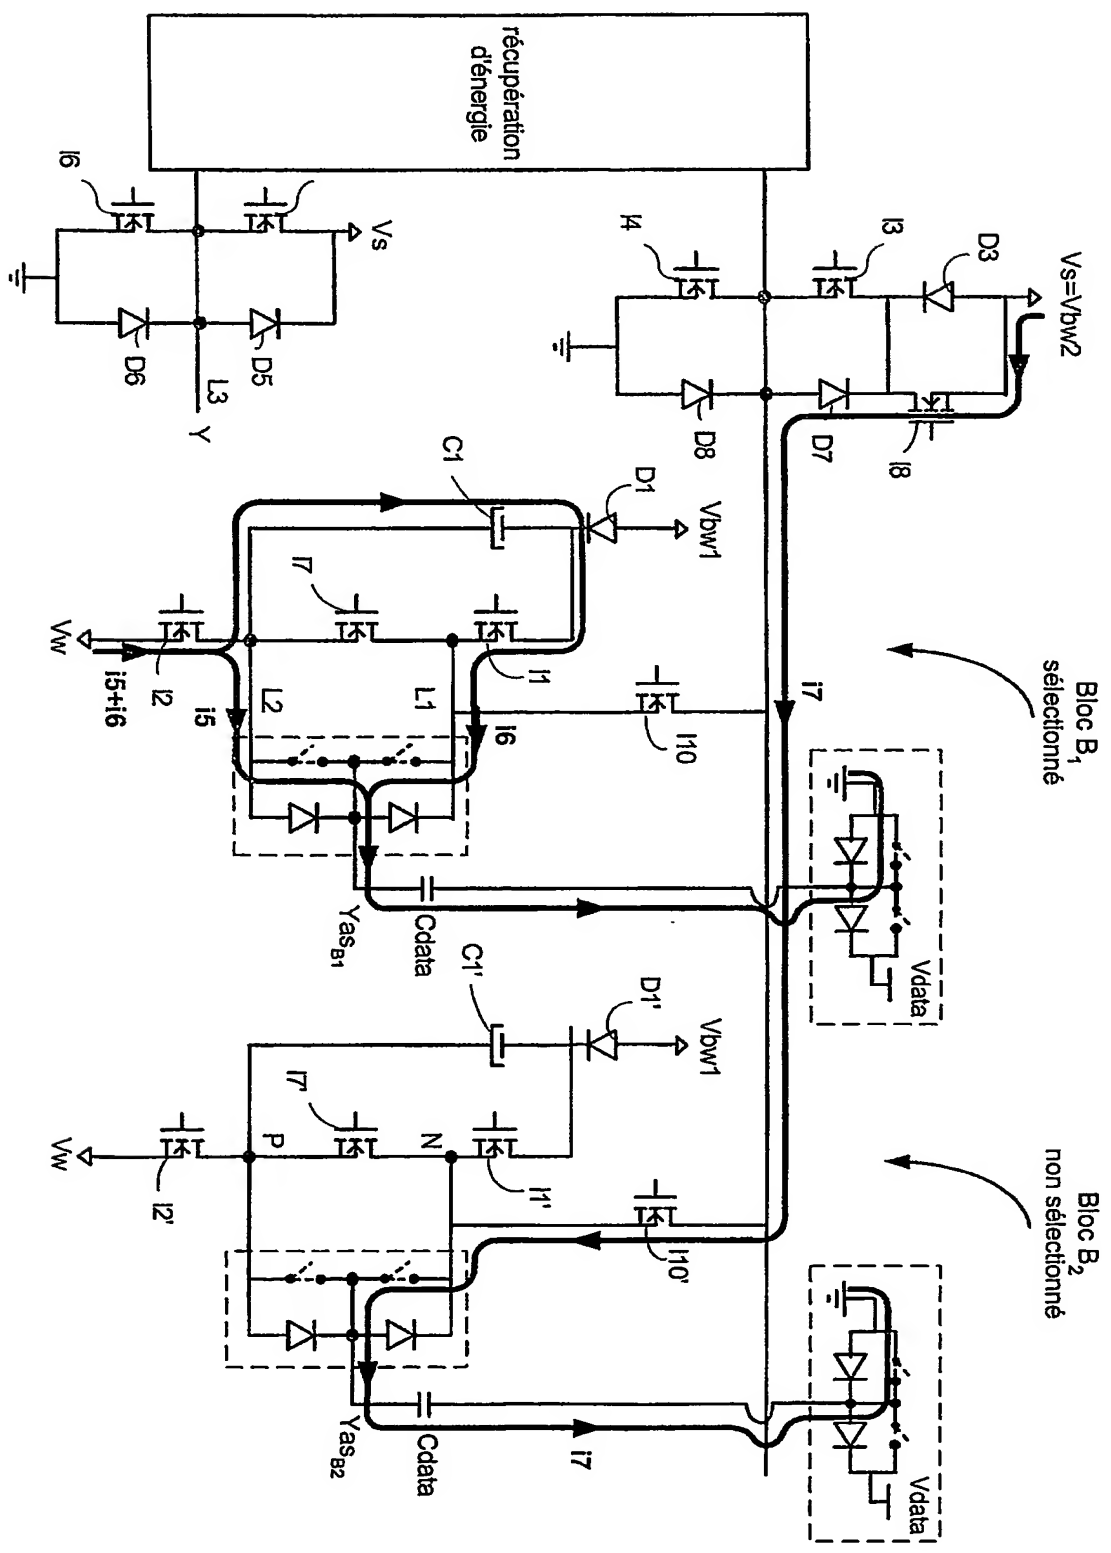 récupération
d'énergie
I6
Vs
D5
D6
L3
Y
I4
I3
D3
Vs=Vbw2
I8
D7
D8
Bloc B1
sélectionné
Vbw1
D1
C1
I7
I1
I10
i7
Vw
I2
i5+i6
i5
L2
L1
i6
YasB1
Cdata
Vdata
Bloc B2
non sélectionné
Vbw1
D1'
C1'
I7'
P
N
I1'
I10'
Vw
I2'
YasB2
Cdata
i7
Vdata